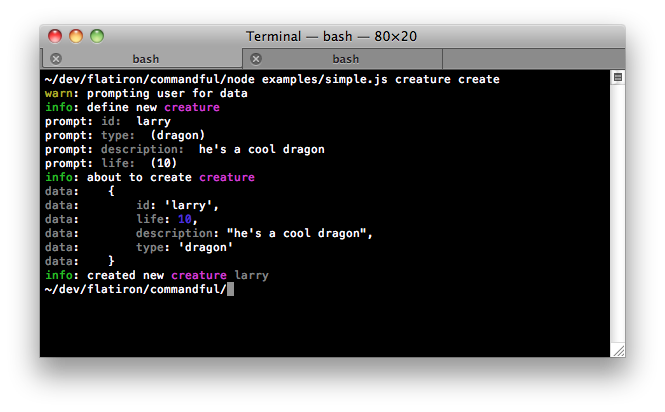 Terminal — bash — 80×20
bash bash
~/dev/flatiron/commandful/node examples/simple.js creature create
warn: prompting user for data
info: define new creature
prompt: id:  larry
prompt: type:  (dragon)
prompt: description:  he's a cool dragon
prompt: life:  (10)
info: about to create creature
data:    {
data:        id: 'larry',
data:        life: 10,
data:        description: "he's a cool dragon",
data:        type: 'dragon'
data:    }
info: created new creature larry
~/dev/flatiron/commandful/